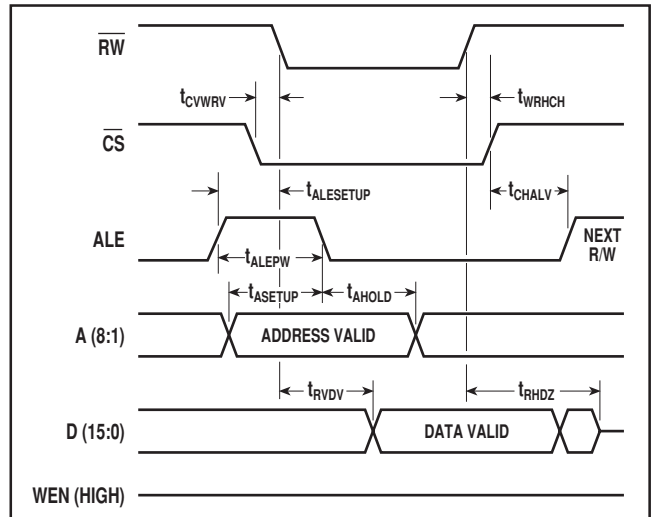 RW
tCVWRV
tWRHCH
CS
tALESETUP
tCHALV
ALE
NEXT
R/W
tALEPW
tASETUP
tAHOLD
A (8:1)
ADDRESS VALID
tRVDV
tRHDZ
D (15:0)
DATA VALID
WEN (HIGH)